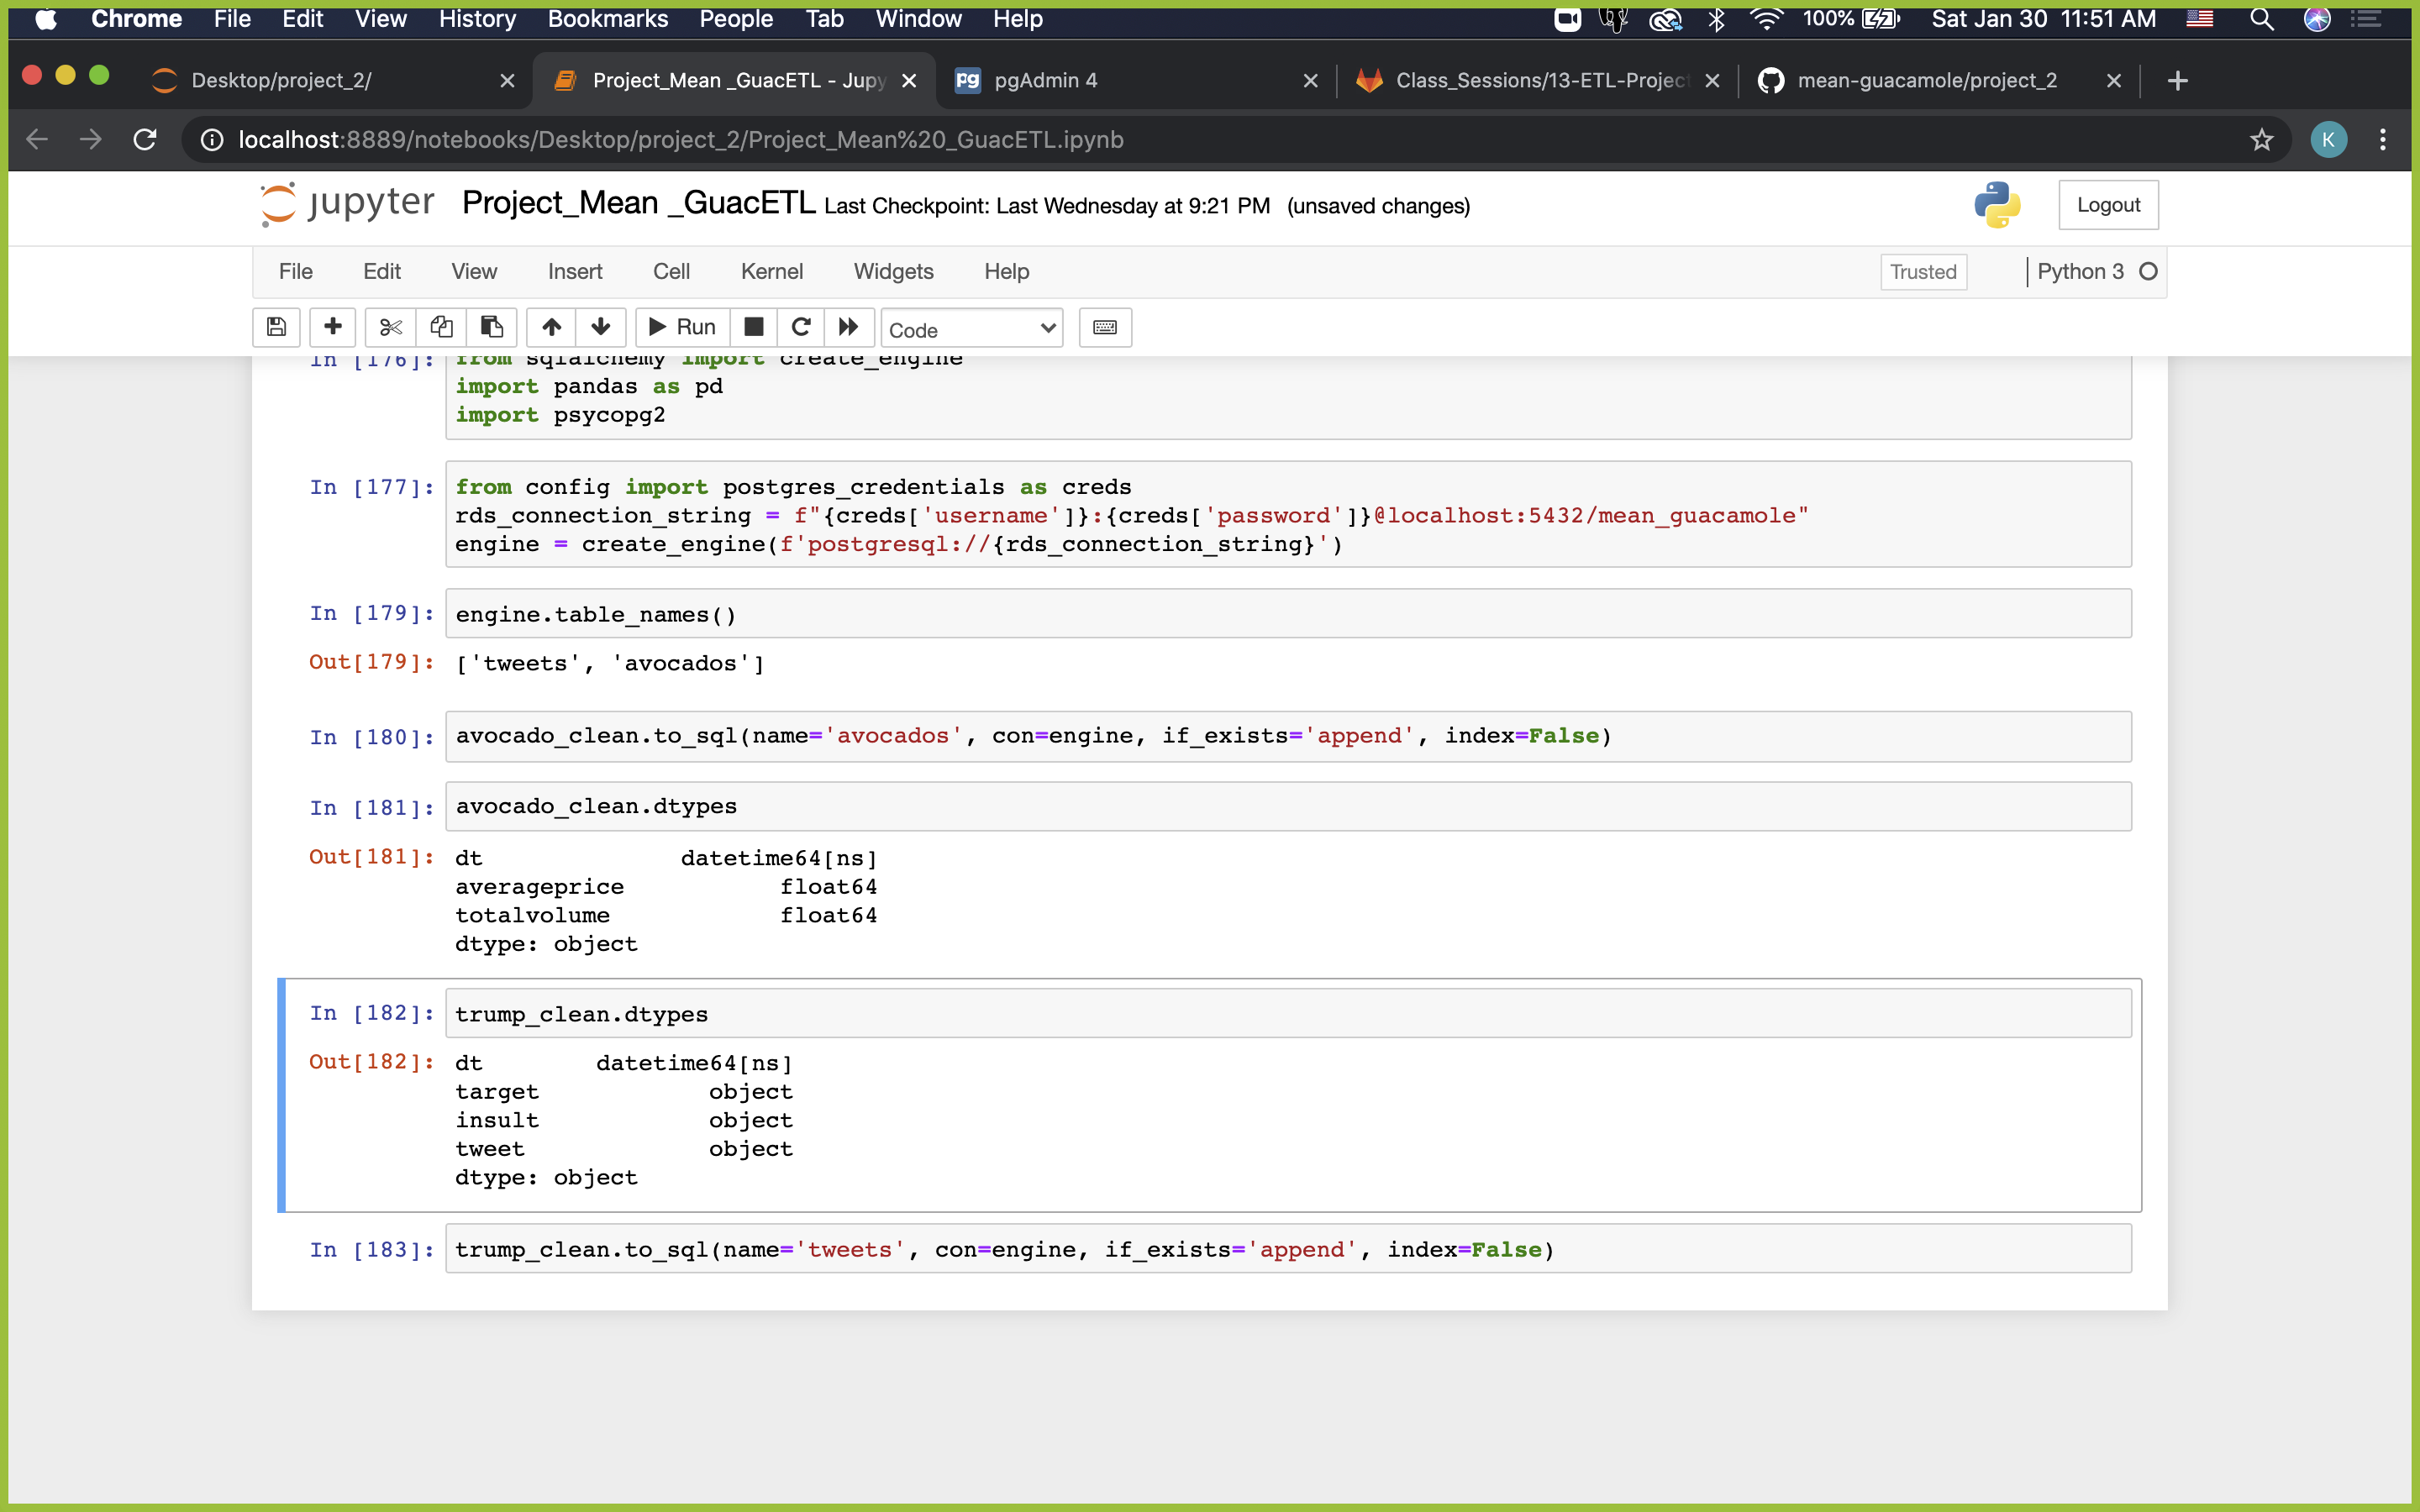 Chrome File Edit View History Bookmarks People Tab Window Help 100% Sat Jan 30 11:51 AM
Desktop/project_2/ Project_Mean _GuacETL - Jupy pgAdmin 4 Class_Sessions/13-ETL-Project mean-guacamole/project_2
localhost:8889/notebooks/Desktop/project_2/Project_Mean%20_GuacETL.ipynb K
jupyter Project_Mean _GuacETL Last Checkpoint: Last Wednesday at 9:21 PM (unsaved changes) Logout
File Edit View Insert Cell Kernel Widgets Help Trusted Python 3
Run Code
In [176]: from sqlalchemy import create_engine
import pandas as pd
import psycopg2
In [177]: from config import postgres_credentials as creds
rds_connection_string = f"{creds['username']}:{creds['password']}@localhost:5432/mean_guacamole"
engine = create_engine(f'postgresql://{rds_connection_string}')
In [179]: engine.table_names()
Out[179]: ['tweets', 'avocados']
In [180]: avocado_clean.to_sql(name='avocados', con=engine, if_exists='append', index=False)
In [181]: avocado_clean.dtypes
Out[181]: dt datetime64[ns]
averageprice float64
totalvolume float64
dtype: object
In [182]: trump_clean.dtypes
Out[182]: dt datetime64[ns]
target object
insult object
tweet object
dtype: object
In [183]: trump_clean.to_sql(name='tweets', con=engine, if_exists='append', index=False)